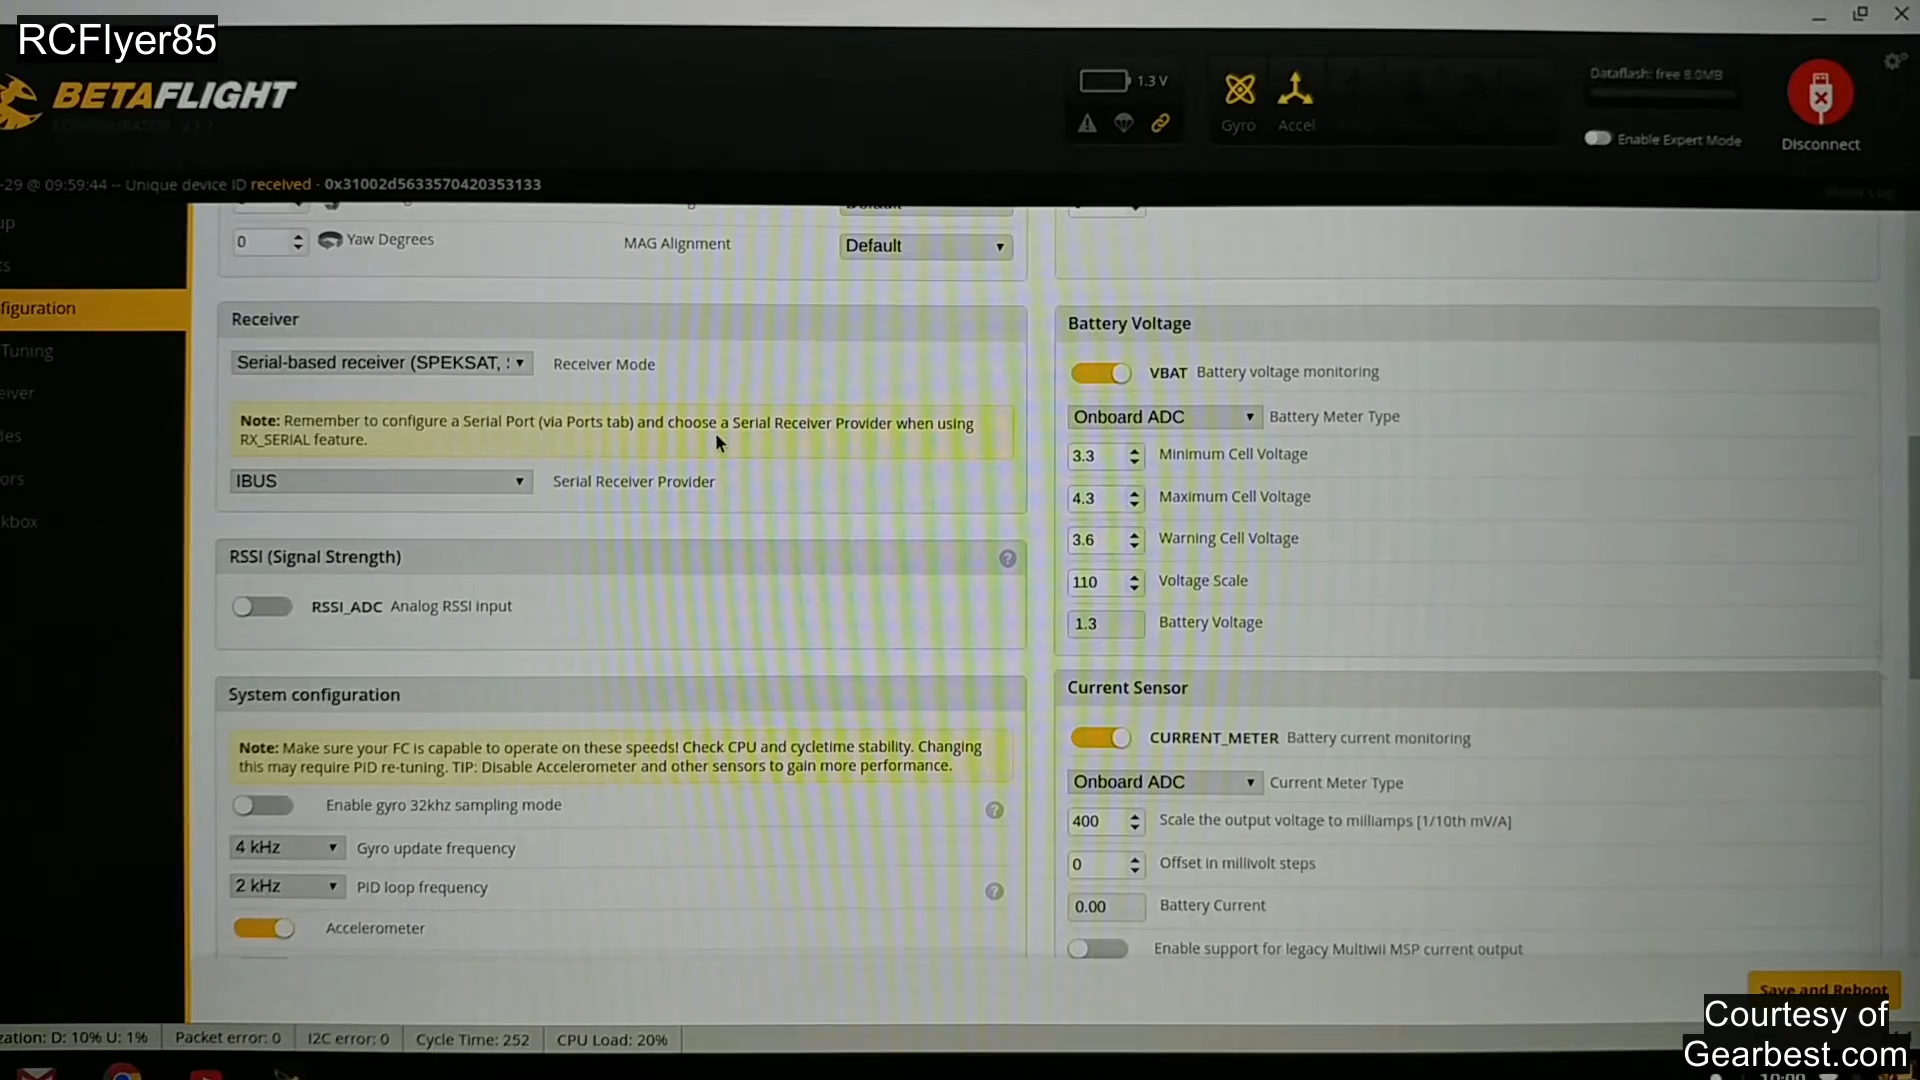 RCFlyer85
BETAFLIGHT
1.3 V
Gyro
Accel
Dataflash: free 8.0MB
Enable Expert Mode
Disconnect
-29 @ 09:59:44 -- Unique device ID received - 0x31002d5633570420353133
Show Log
up
ts
0
Yaw Degrees
MAG Alignment
Default
figuration
Tuning
eiver
des
ors
kbox
Receiver
Serial-based receiver (SPEKSAT, :
Receiver Mode
Note: Remember to configure a Serial Port (via Ports tab) and choose a Serial Receiver Provider when using
RX_SERIAL feature.
IBUS
Serial Receiver Provider
RSSI (Signal Strength)
RSSI_ADC Analog RSSI input
System configuration
Note: Make sure your FC is capable to operate on these speeds! Check CPU and cycletime stability. Changing
this may require PID re-tuning. TIP: Disable Accelerometer and other sensors to gain more performance.
Enable gyro 32khz sampling mode
4 kHz
Gyro update frequency
2 kHz
PID loop frequency
Accelerometer
Battery Voltage
VBAT Battery voltage monitoring
Onboard ADC
Battery Meter Type
3.3
Minimum Cell Voltage
4.3
Maximum Cell Voltage
3.6
Warning Cell Voltage
110
Voltage Scale
1.3
Battery Voltage
Current Sensor
CURRENT_METER Battery current monitoring
Onboard ADC
Current Meter Type
400
Scale the output voltage to milliamps [1/10th mV/A]
0
Offset in millivolt steps
0.00
Battery Current
Enable support for legacy Multiwii MSP current output
Save and Reboot
zation: D: 10% U: 1%
Packet error: 0
I2C error: 0
Cycle Time: 252
CPU Load: 20%
Courtesy of
Gearbest.com